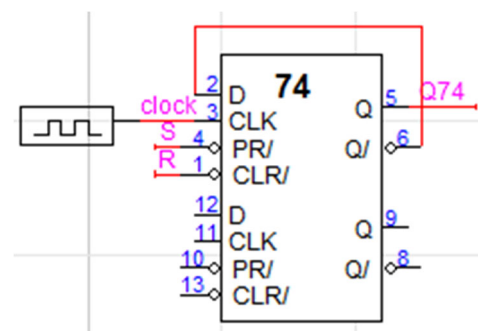 74
clock
S
R
2 D
3 CLK
4 PR/
1 CLR/
Q 5 Q74
Q/ 6
12 D
11 CLK
10 PR/
13 CLR/
Q 9
Q/ 8